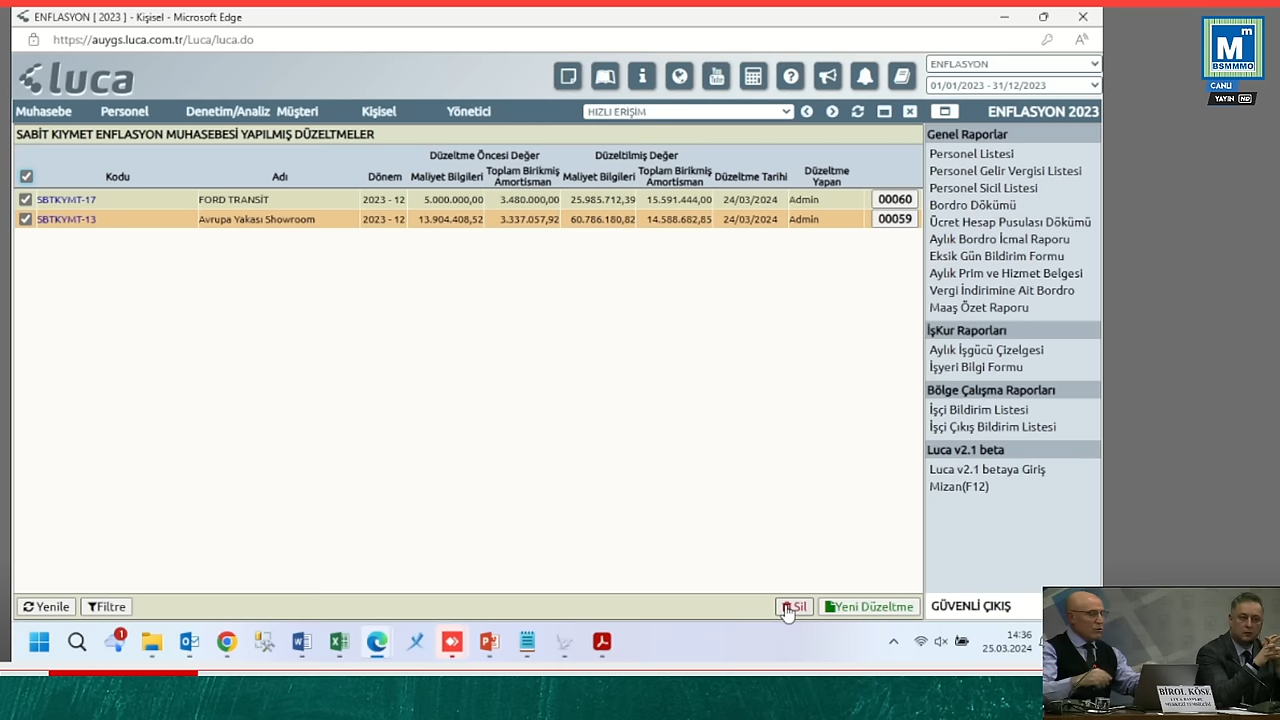 ENFLASYON [ 2023 ] - Kişisel - Microsoft Edge
https://auygs.luca.com.tr/Luca/luca.do
luca
ENFLASYON
01/01/2023 - 31/12/2023
Muhasebe Personel Denetim/Analiz Müşteri Kişisel Yönetici HIZLI ERİŞİM ENFLASYON 2023
SABİT KIYMET ENFLASYON MUHASEBESİ YAPILMIŞ DÜZELTMELER
Düzeltme Öncesi Değer Düzeltilmiş Değer
Kodu Adı Dönem Maliyet Bilgileri Toplam Birikmiş Amortisman Maliyet Bilgileri Toplam Birikmiş Amortisman Düzeltme Tarihi Düzeltme Yapan
SBTKYMT-17 FORD TRANSİT 2023 - 12 5.000.000,00 3.480.000,00 25.985.712,39 15.591.444,00 24/03/2024 Admin 00060
SBTKYMT-13 Avrupa Yakası Showroom 2023 - 12 13.904.408,52 3.337.057,92 60.786.180,82 14.588.682,85 24/03/2024 Admin 00059
Yenile Filtre Sil Yeni Düzeltme
Genel Raporlar
Personel Listesi
Personel Gelir Vergisi Listesi
Personel Sicil Listesi
Bordro Dökümü
Ücret Hesap Pusulası Dökümü
Aylık Bordro İcmal Raporu
Eksik Gün Bildirim Formu
Aylık Prim ve Hizmet Belgesi
Vergi İndirimine Ait Bordro
Maaş Özet Raporu
İşKur Raporları
Aylık İşgücü Çizelgesi
İşyeri Bilgi Formu
Bölge Çalışma Raporları
İşçi Bildirim Listesi
İşçi Çıkış Bildirim Listesi
Luca v2.1 beta
Luca v2.1 betaya Giriş
Mizan(F12)
GÜVENLİ ÇIKIŞ
14:36
25.03.2024
M m
BSMMMO
CANLI
YAYIN HD
BİROL KÖSE